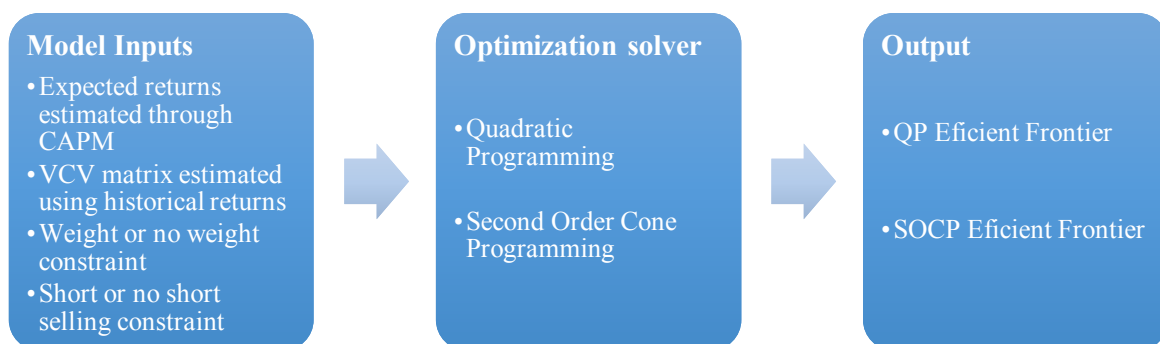 Model Inputs
•Expected returns
estimated through
CAPM
•VCV matrix estimated
using historical returns
•Weight or no weight
constraint
•Short or no short
selling constraint
Optimization solver
•Quadratic
Programming
•Second Order Cone
Programming
Output
•QP Eficient Frontier
•SOCP Eficient Frontier